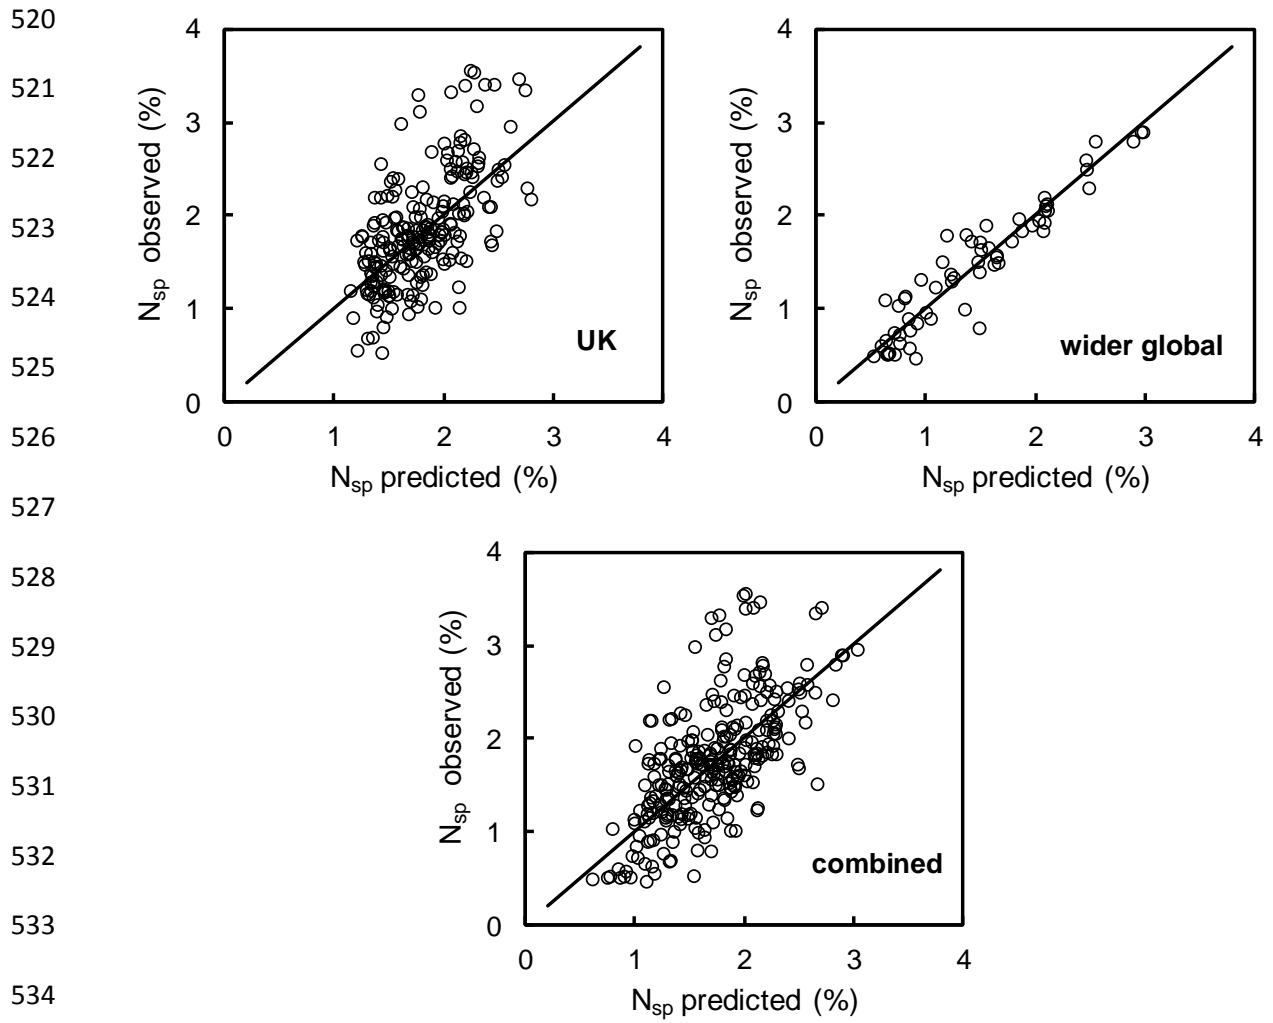 520
521
522
523
524
525
526
527
528
529
530
531
532
533
534
4
3
2
1
0
0 1 2 3 4
Nsp observed (%)
Nsp predicted (%)
UK
4
3
2
1
0
0 1 2 3 4
Nsp observed (%)
Nsp predicted (%)
wider global
4
3
2
1
0
0 1 2 3 4
Nsp observed (%)
Nsp predicted (%)
combined